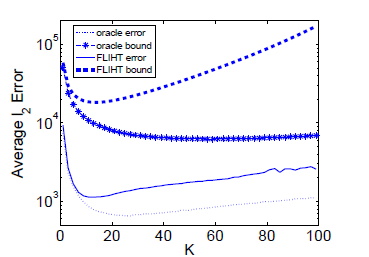 oracle error
oracle bound
FLIHT error
FLIHT bound
10^5
10^4
10^3
Average l_2 Error
0 20 40 60 80 100
K